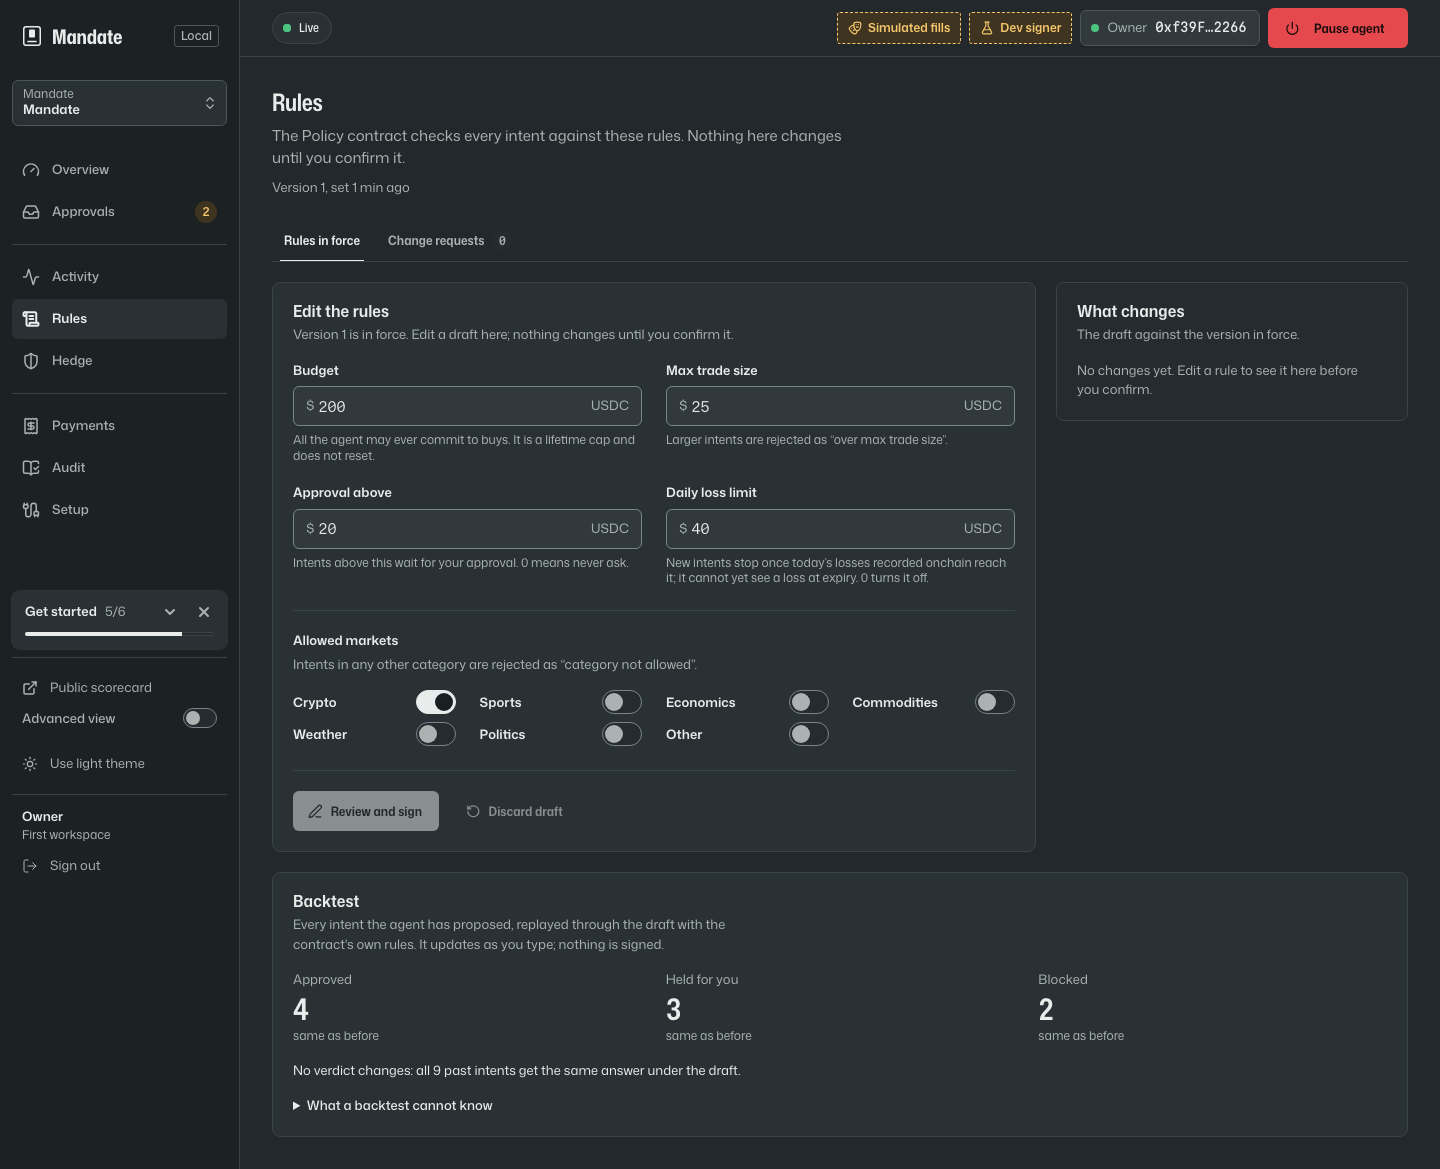 Mandate
Local
Mandate
Mandate
Overview
Approvals
2
Activity
Rules
Hedge
Payments
Audit
Setup
Get started 5/6
Public scorecard
Advanced view
Use light theme
Owner
First workspace
Sign out
Live
Simulated fills
Dev signer
Owner 0xf39F…2266
Pause agent
Rules
The Policy contract checks every intent against these rules. Nothing here changes
until you confirm it.
Version 1, set 1 min ago
Rules in force
Change requests 0
Edit the rules
Version 1 is in force. Edit a draft here; nothing changes until you confirm it.
Budget
$ 200 USDC
All the agent may ever commit to buys. It is a lifetime cap and
does not reset.
Max trade size
$ 25 USDC
Larger intents are rejected as “over max trade size”.
Approval above
$ 20 USDC
Intents above this wait for your approval. 0 means never ask.
Daily loss limit
$ 40 USDC
New intents stop once today’s losses recorded onchain reach
it; it cannot yet see a loss at expiry. 0 turns it off.
Allowed markets
Intents in any other category are rejected as “category not allowed”.
Crypto
Sports
Economics
Commodities
Weather
Politics
Other
Review and sign
Discard draft
What changes
The draft against the version in force.
No changes yet. Edit a rule to see it here before
you confirm.
Backtest
Every intent the agent has proposed, replayed through the draft with the
contract’s own rules. It updates as you type; nothing is signed.
Approved
4
same as before
Held for you
3
same as before
Blocked
2
same as before
No verdict changes: all 9 past intents get the same answer under the draft.
What a backtest cannot know